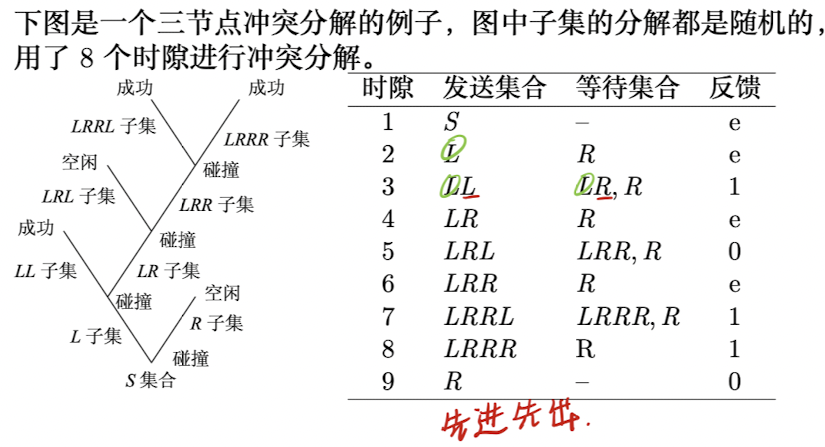 下图是一个三节点冲突分解的例子，图中子集的分解都是随机的，
用了 8 个时隙进行冲突分解。
成功 成功
LRRL 子集 LRRR 子集
空闲 碰撞
LRL 子集 LRR 子集
成功 碰撞
LL 子集 LR 子集
碰撞 空闲
L 子集 R 子集
碰撞
S 集合
时隙 发送集合 等待集合 反馈
1 S – e
2 L R e
3 LL LR, R 1
4 LR R e
5 LRL LRR, R 0
6 LRR R e
7 LRRL LRRR, R 1
8 LRRR R 1
9 R – 0
先进先出.